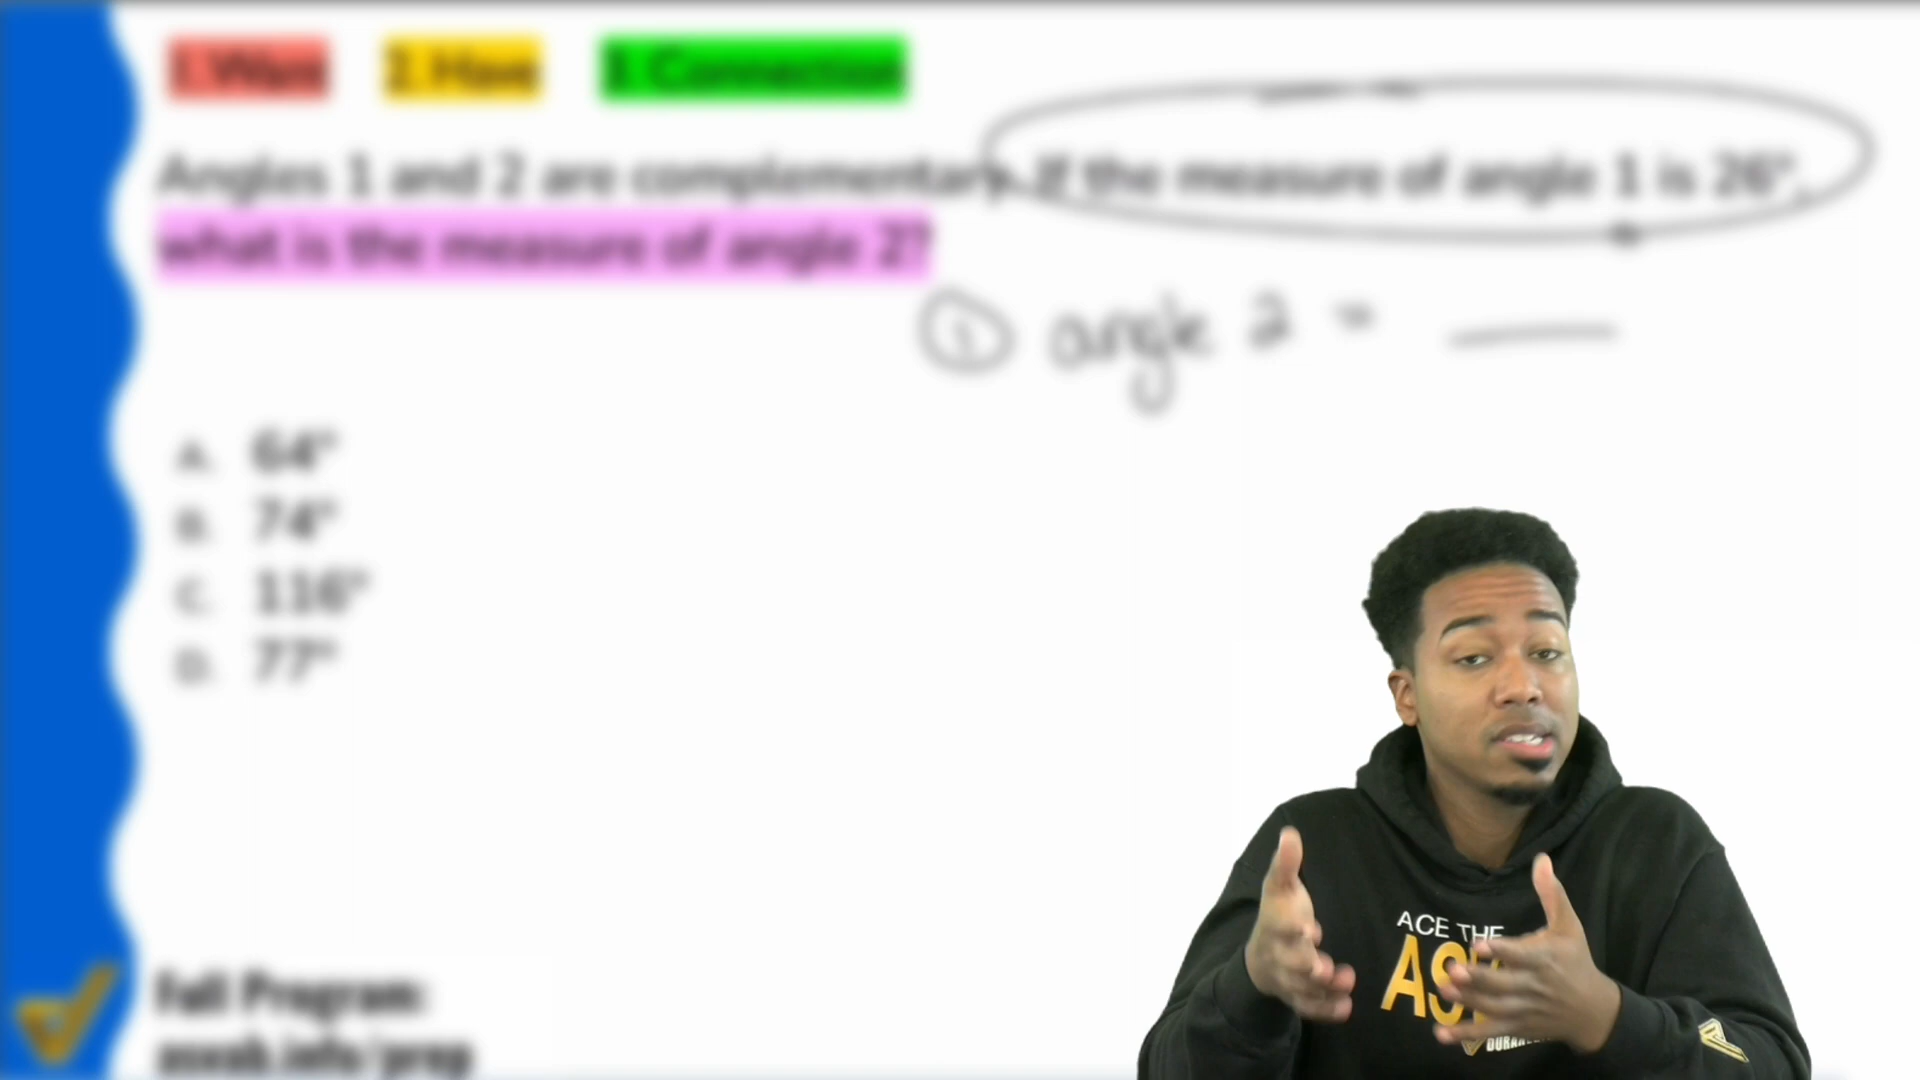 1. Want 2. Have 3. Connection
Angles 1 and 2 are complementary. If the measure of angle 1 is 26°,
what is the measure of angle 2?
① angle 2 =
A. 64°
B. 74°
C. 116°
D. 77°
ACE THE
Full Program:
asvab.info/prep